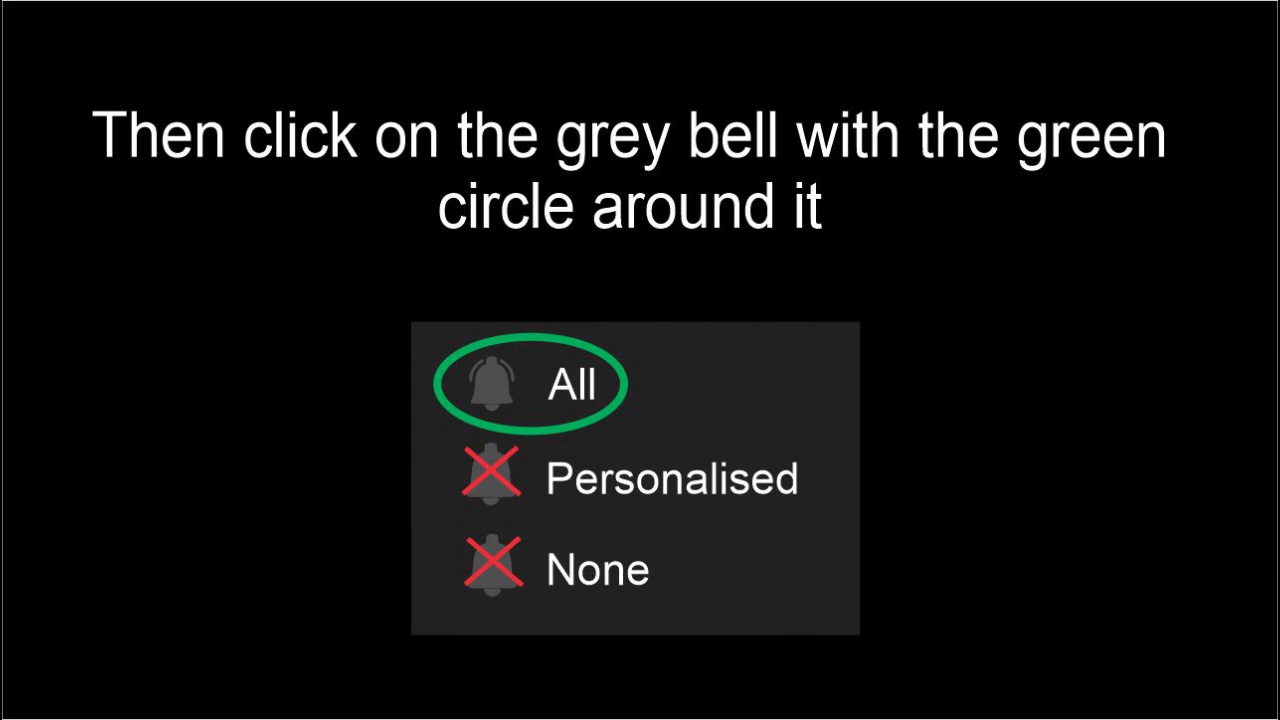 Then click on the grey bell with the green
circle around it
All
Personalised
None